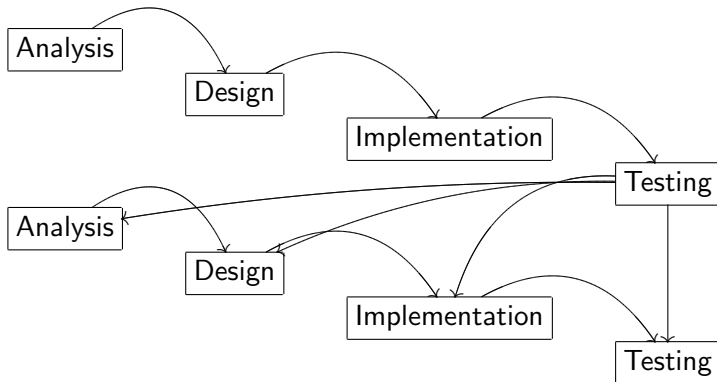 Analysis
Design
Implementation
Testing
Analysis
Design
Implementation
Testing